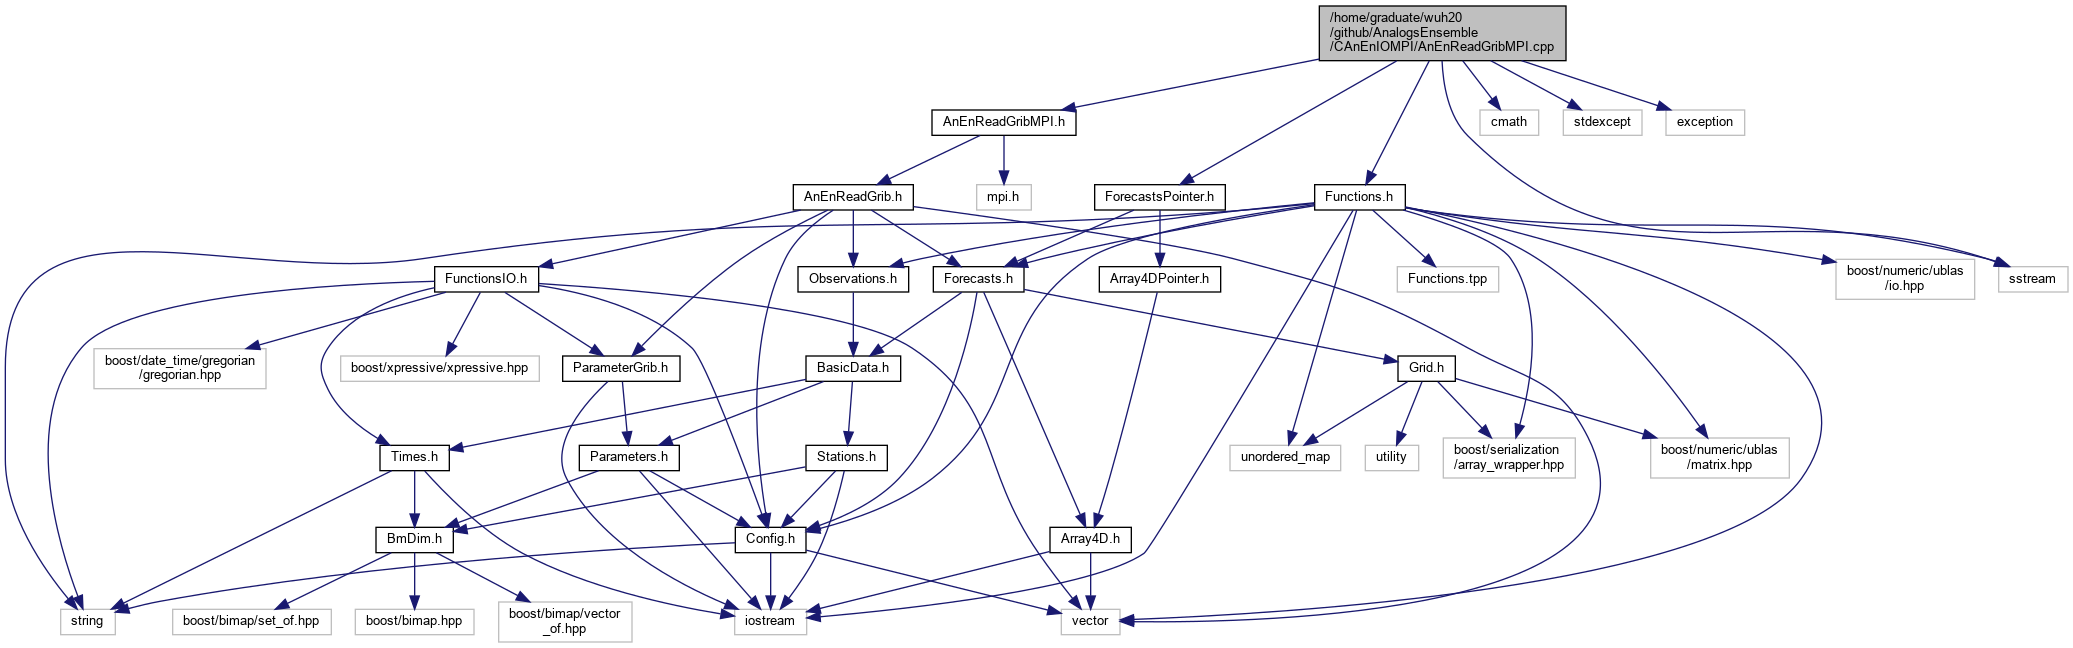 /home/graduate/wuh20
/github/AnalogsEnsemble
/CAnEnIOMPI/AnEnReadGribMPI.cpp
AnEnReadGribMPI.h
cmath
stdexcept
exception
AnEnReadGrib.h
mpi.h
ForecastsPointer.h
Functions.h
FunctionsIO.h
Observations.h
Forecasts.h
Array4DPointer.h
Functions.tpp
boost/numeric/ublas
/io.hpp
sstream
boost/date_time/gregorian
/gregorian.hpp
boost/xpressive/xpressive.hpp
ParameterGrib.h
BasicData.h
Grid.h
Times.h
Parameters.h
Stations.h
unordered_map
utility
boost/serialization
/array_wrapper.hpp
boost/numeric/ublas
/matrix.hpp
BmDim.h
Config.h
Array4D.h
string
boost/bimap/set_of.hpp
boost/bimap.hpp
boost/bimap/vector
_of.hpp
iostream
vector